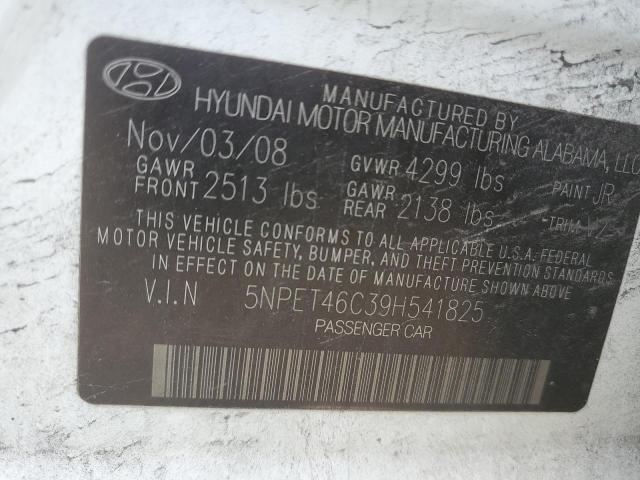 MANUFACTURED BY
HYUNDAI MOTOR MANUFACTURING ALABAMA, LLC
Nov/03/08 GVWR 4299 lbs PAINT JR
GAWR FRONT 2513 lbs GAWR REAR 2138 lbs TRIM
THIS VEHICLE CONFORMS TO ALL APPLICABLE U.S.A. FEDERAL
MOTOR VEHICLE SAFETY, BUMPER, AND THEFT PREVENTION STANDARDS
IN EFFECT ON THE DATE OF MANUFACTURE SHOWN ABOVE.
V.I.N 5NPET46C39H541825
PASSENGER CAR